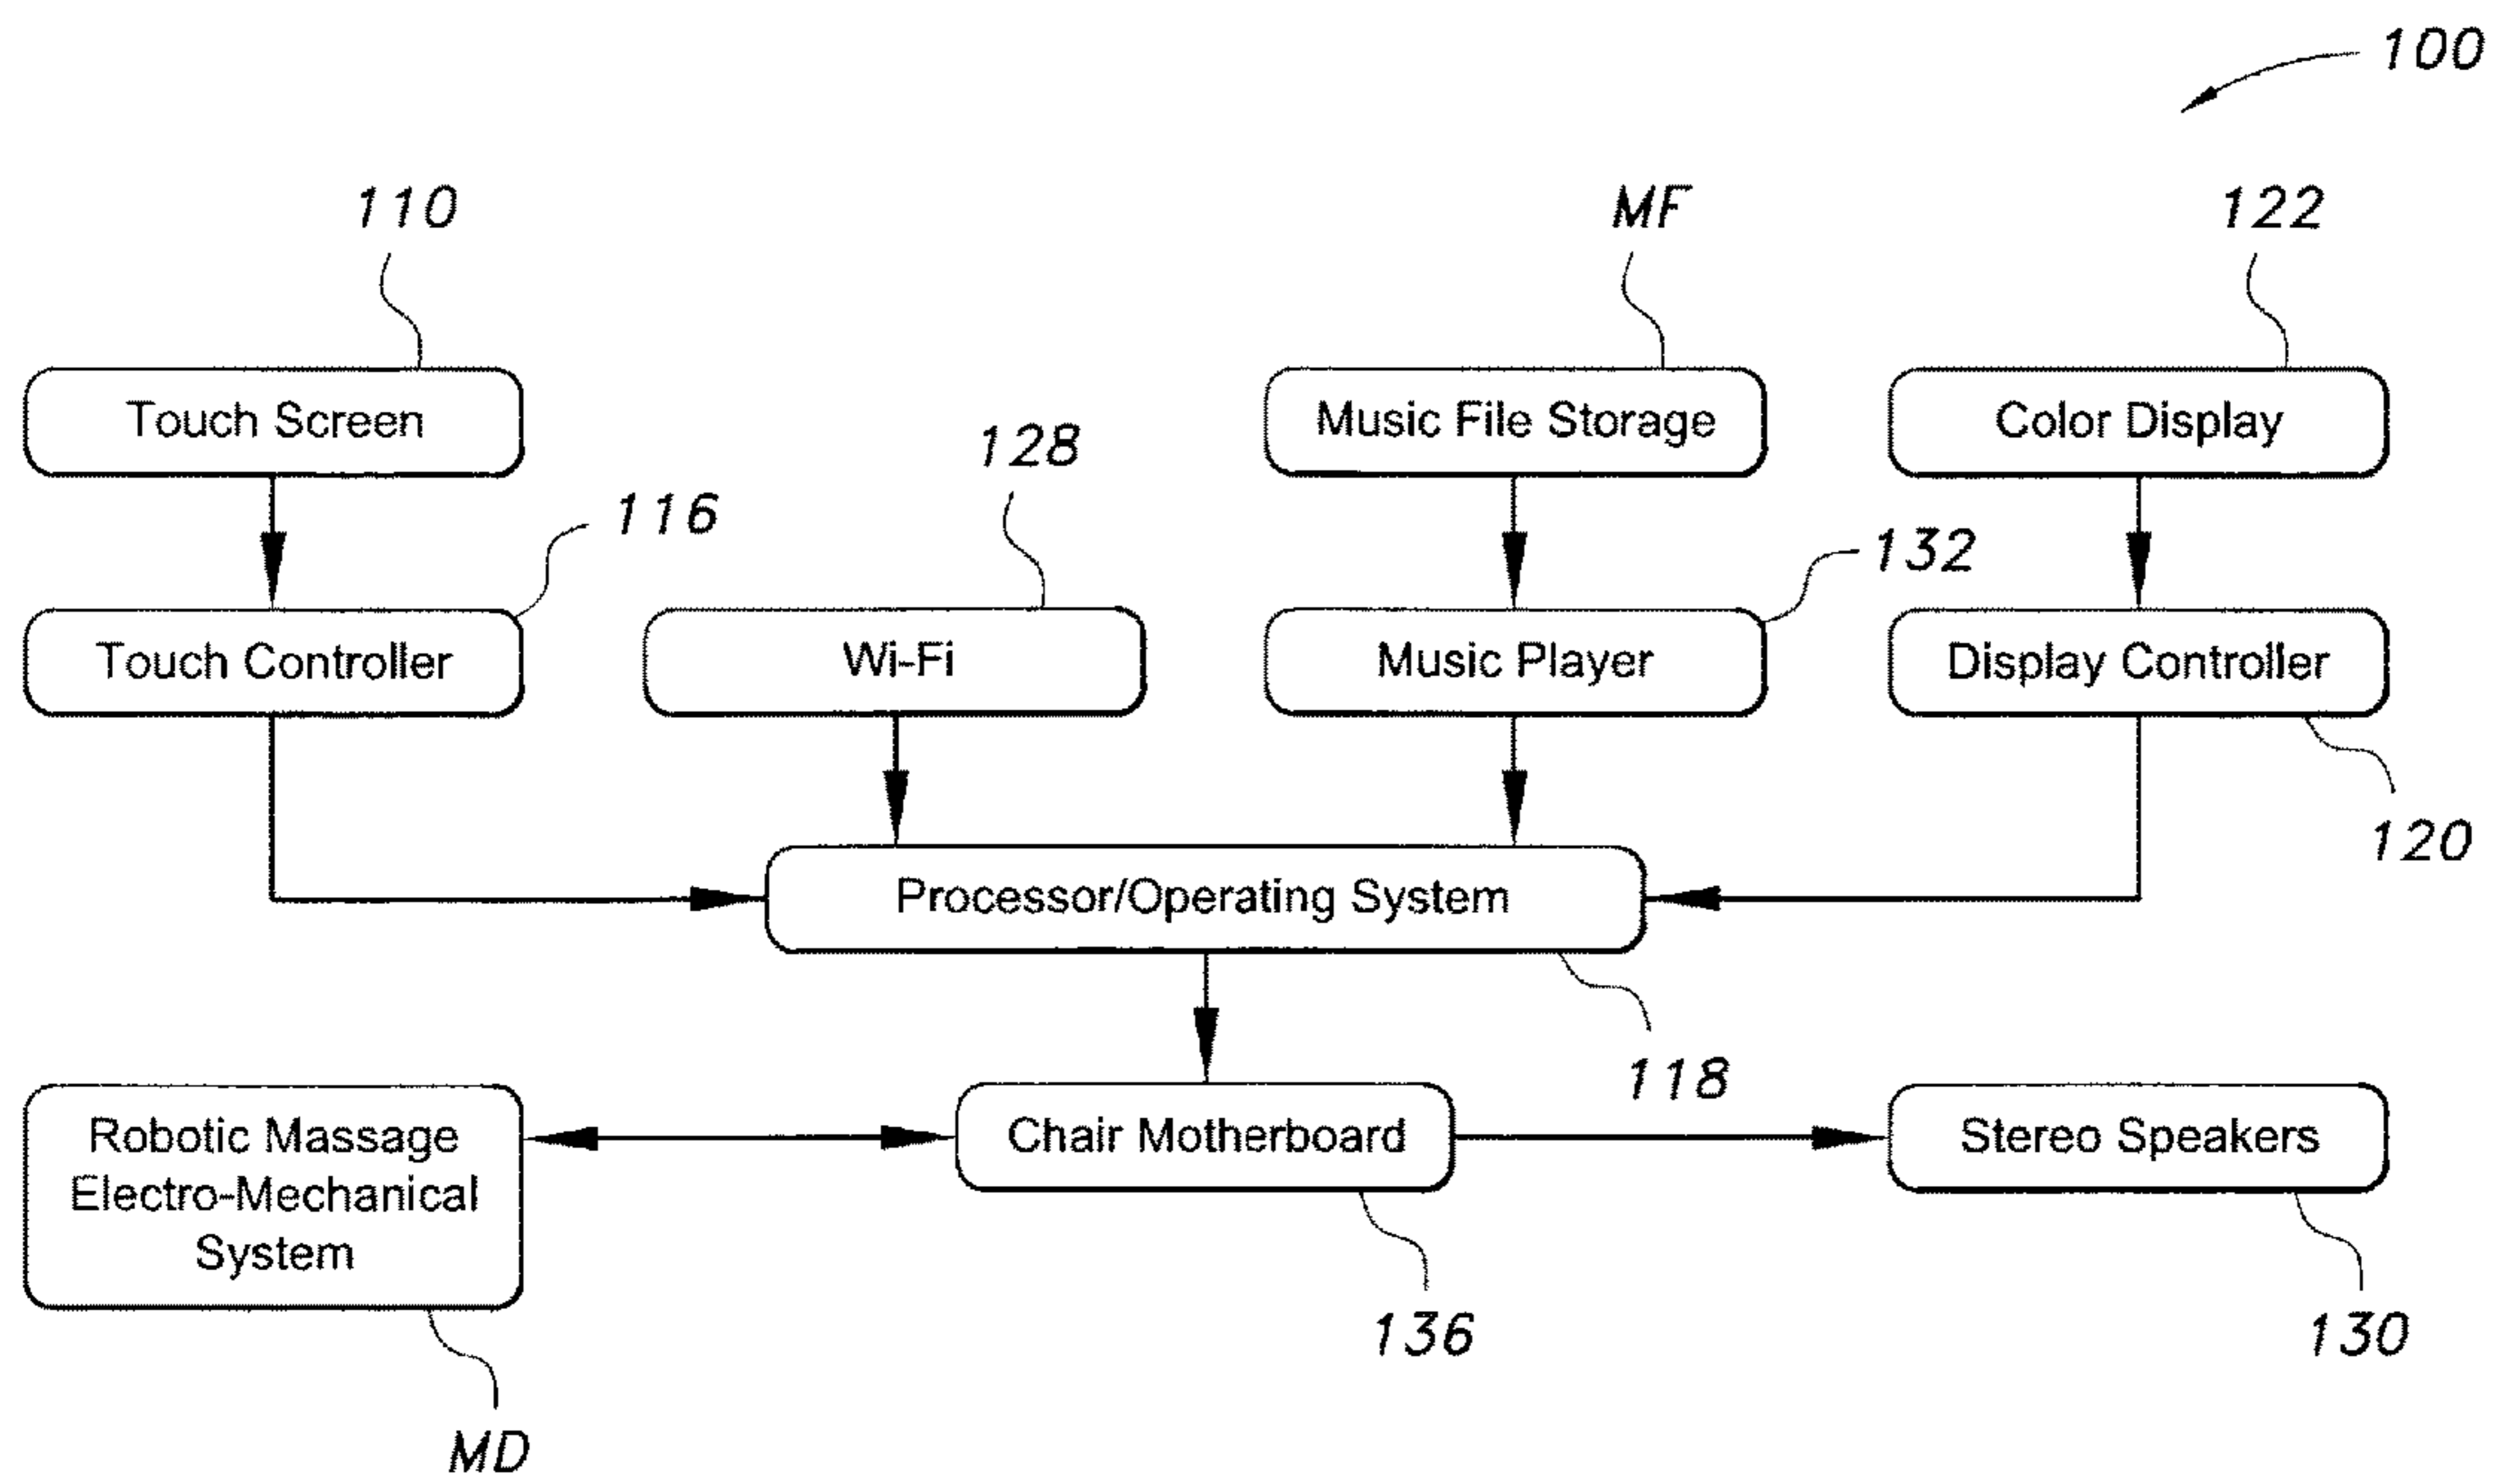 100
110
MF
122
Touch Screen
Music File Storage
Color Display
128
116
132
Touch Controller
Wi-Fi
Music Player
Display Controller
120
Processor/Operating System
118
Robotic Massage
Electro-Mechanical
System
Chair Motherboard
Stereo Speakers
136
130
MD